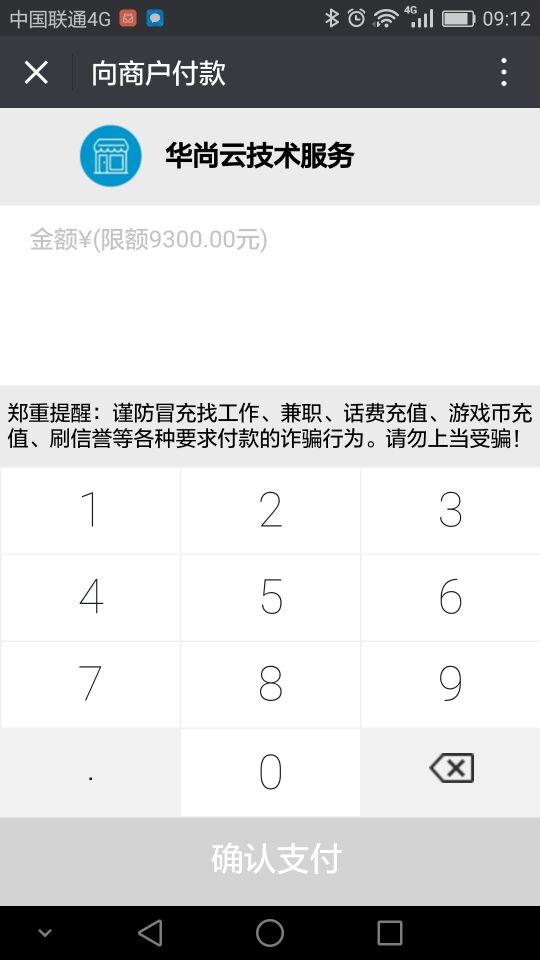 中国联通4G
4G
09:12
向商户付款
华尚云技术服务
金额¥(限额9300.00元)
郑重提醒：谨防冒充找工作、兼职、话费充值、游戏币充
值、刷信誉等各种要求付款的诈骗行为。请勿上当受骗！
1 2 3
4 5 6
7 8 9
. 0
确认支付